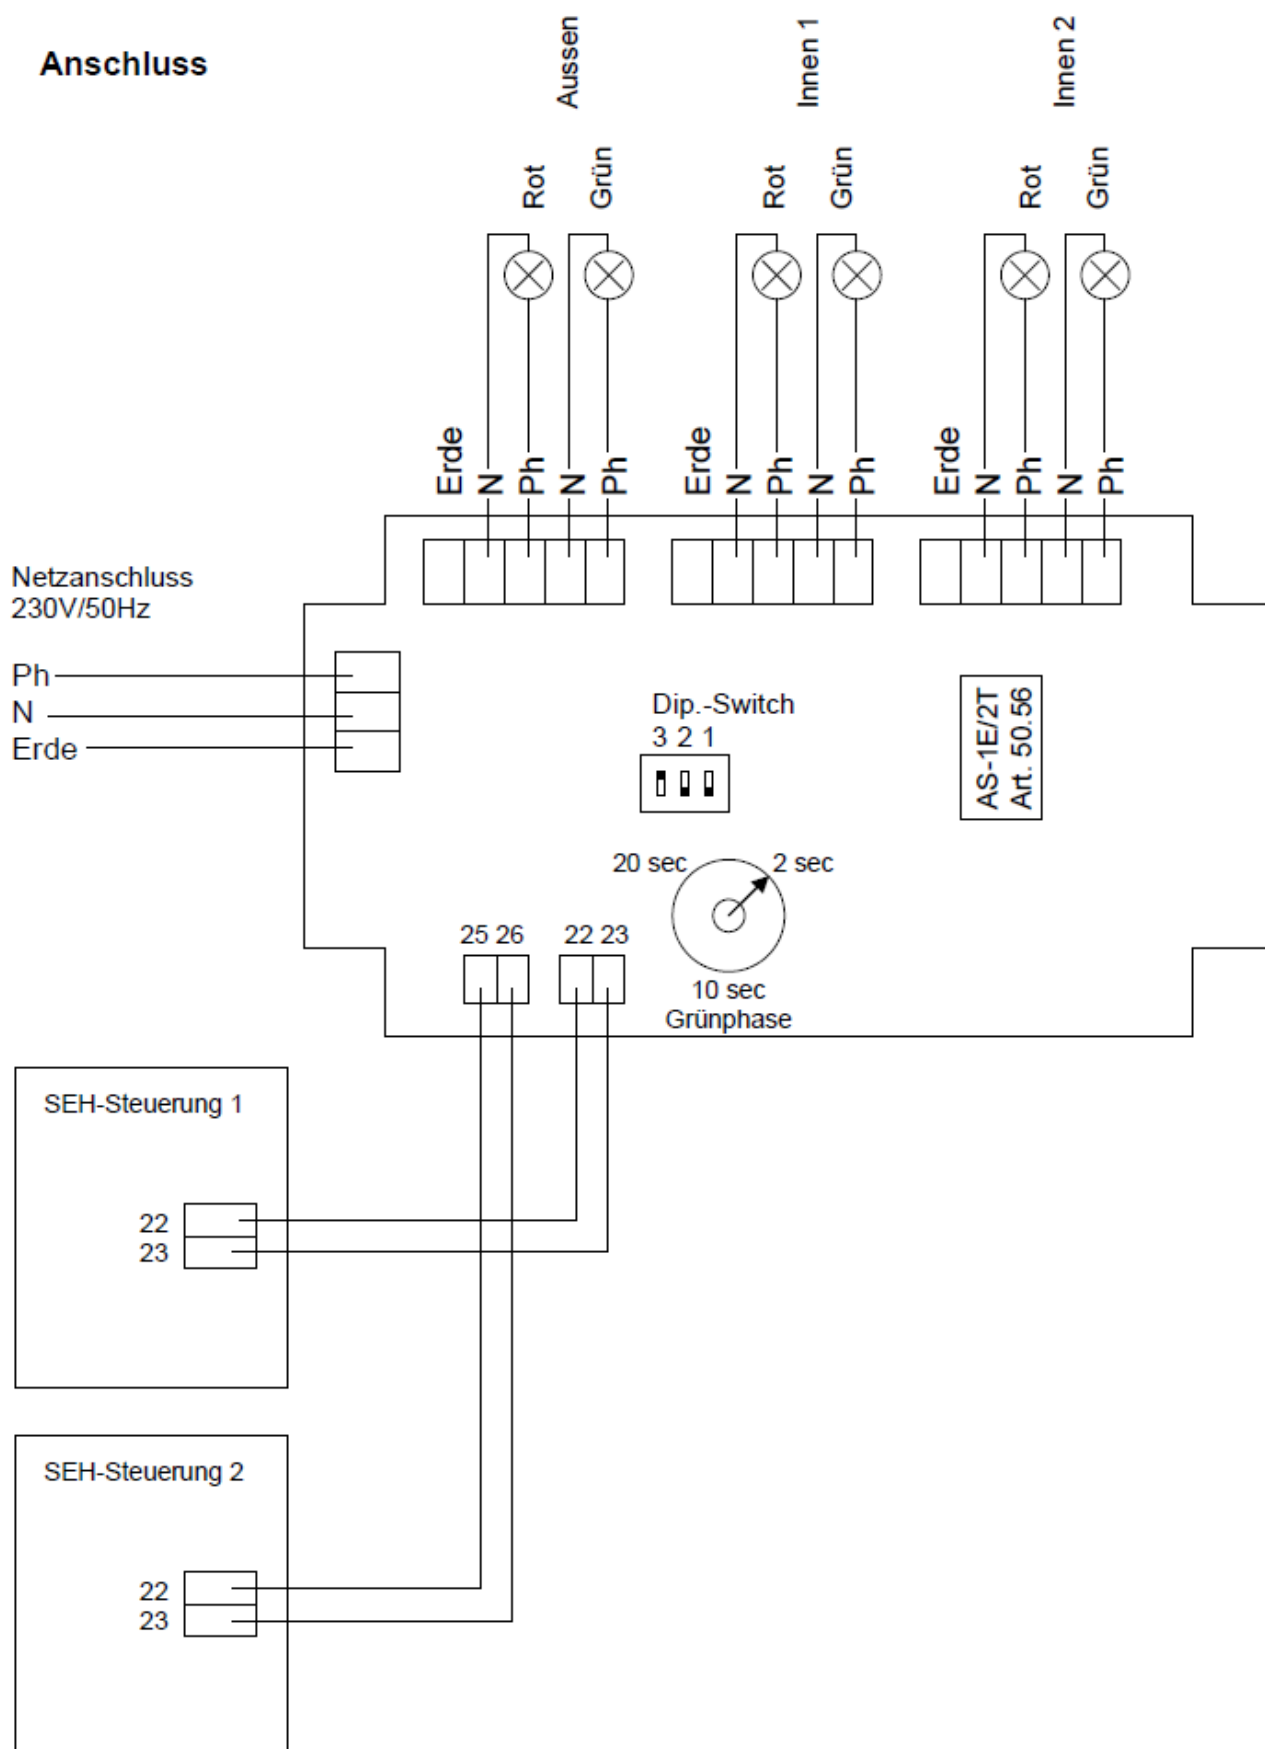 Anschluss
Aussen
Innen 1
Innen 2
Rot
Grün
Rot
Grün
Rot
Grün
Erde
N
Ph
N
Ph
Erde
N
Ph
N
Ph
Erde
N
Ph
N
Ph
Netzanschluss
230V/50Hz
Ph
N
Erde
Dip.-Switch
3 2 1
AS-1E/2T
Art. 50.56
20 sec
2 sec
10 sec
Grünphase
25 26
22 23
SEH-Steuerung 1
22
23
SEH-Steuerung 2
22
23